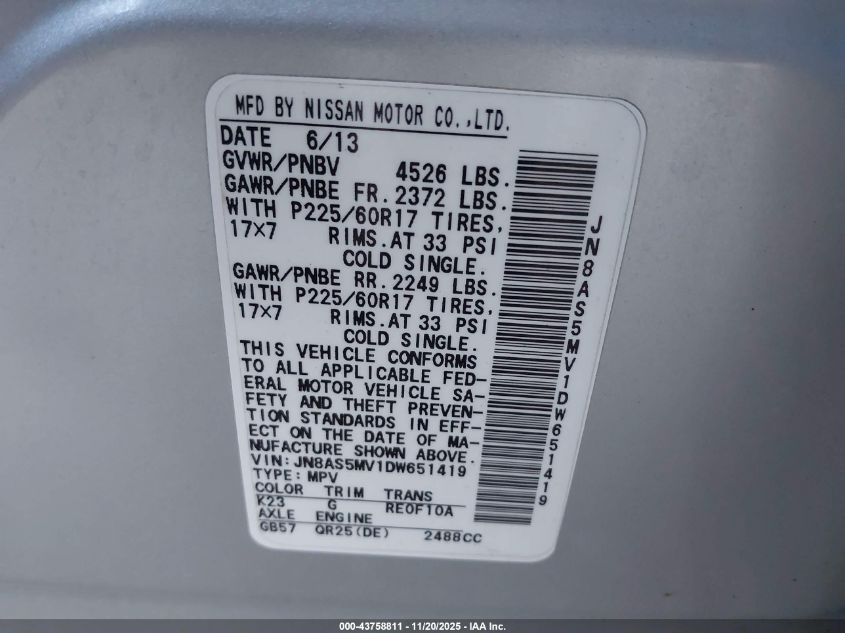 MFD BY NISSAN MOTOR CO.,LTD.
DATE 6/13
GVWR/PNBV 4526 LBS.
GAWR/PNBE FR. 2372 LBS.
WITH P225/60R17 TIRES,
17×7 RIMS.AT 33 PSI
COLD SINGLE.
GAWR/PNBE RR. 2249 LBS.
WITH P225/60R17 TIRES,
17×7 RIMS.AT 33 PSI
COLD SINGLE.
THIS VEHICLE CONFORMS
TO ALL APPLICABLE FED-
ERAL MOTOR VEHICLE SA-
FETY AND THEFT PREVEN-
TION STANDARDS IN EFF-
ECT ON THE DATE OF MA-
NUFACTURE SHOWN ABOVE.
VIN: JN8AS5MV1DW651419
TYPE: MPV
COLOR TRIM TRANS
K23 G RE0F10A
AXLE ENGINE
GB57 QR25(DE) 2488CC
JN8AS5MV1DW651419
000-43758811 - 11/20/2025 - IAA Inc.